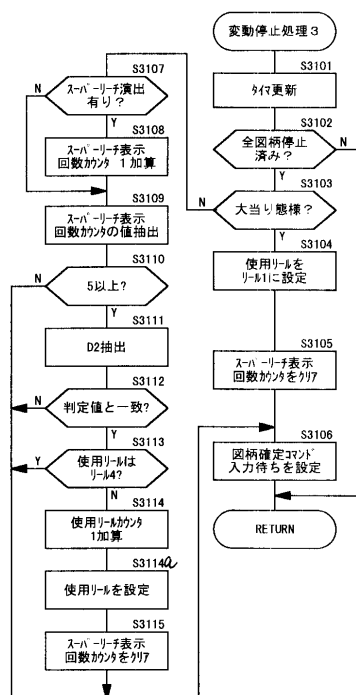 変動停止処理3
S3101
タイマ更新
S3102
全図柄停止
済み?
N
Y
S3103
大当り態様?
N
Y
S3104
使用リールを
リール1に設定
S3105
スーパーリーチ表示
回数カウンタをクリア
S3106
図柄確定コマンド
入力待ちを設定
RETURN
S3107
スーパーリーチ演出
有り?
N
Y
S3108
スーパーリーチ表示
回数カウンタ 1加算
S3109
スーパーリーチ表示
回数カウンタの値抽出
S3110
5以上?
N
Y
S3111
D2抽出
S3112
判定値と一致?
N
Y
S3113
使用リールは
リール4?
Y
N
S3114
使用リールカウンタ
1加算
S3114a
使用リールを設定
S3115
スーパーリーチ表示
回数カウンタをクリア